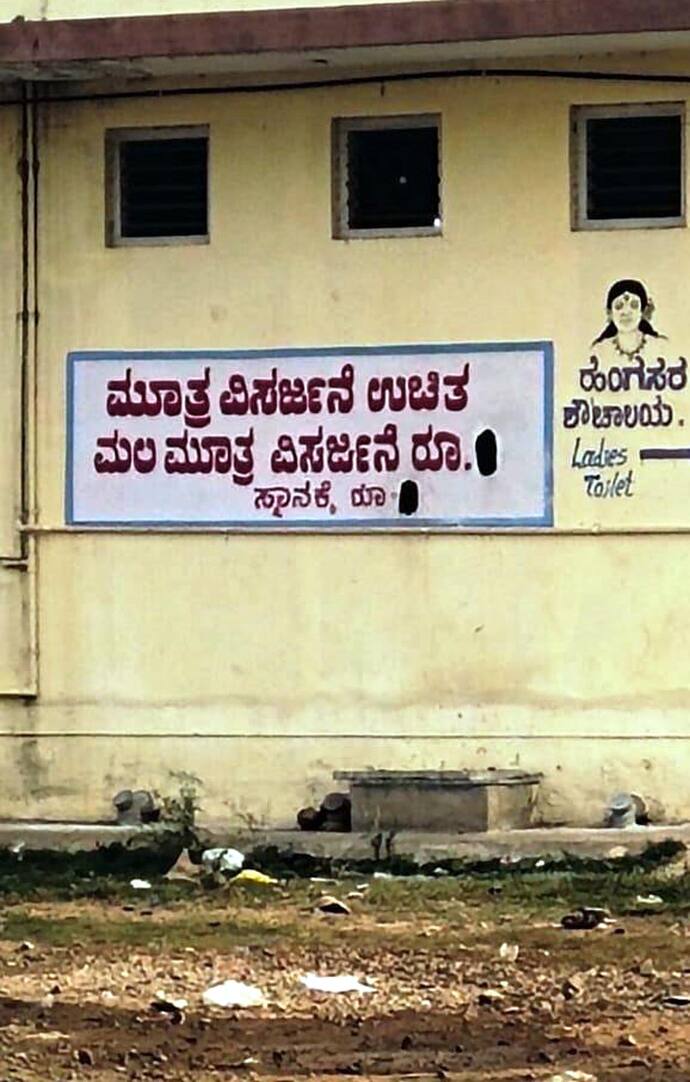 ಮೂತ್ರ ವಿಸರ್ಜನೆ ಉಚಿತ
ಮಲ ಮೂತ್ರ ವಿಸರ್ಜನೆ ರೂ.
ಸ್ನಾನಕ್ಕೆ ರೂ.
ಹೆಂಗಸರ
ಶೌಚಾಲಯ.
Ladies
Toilet